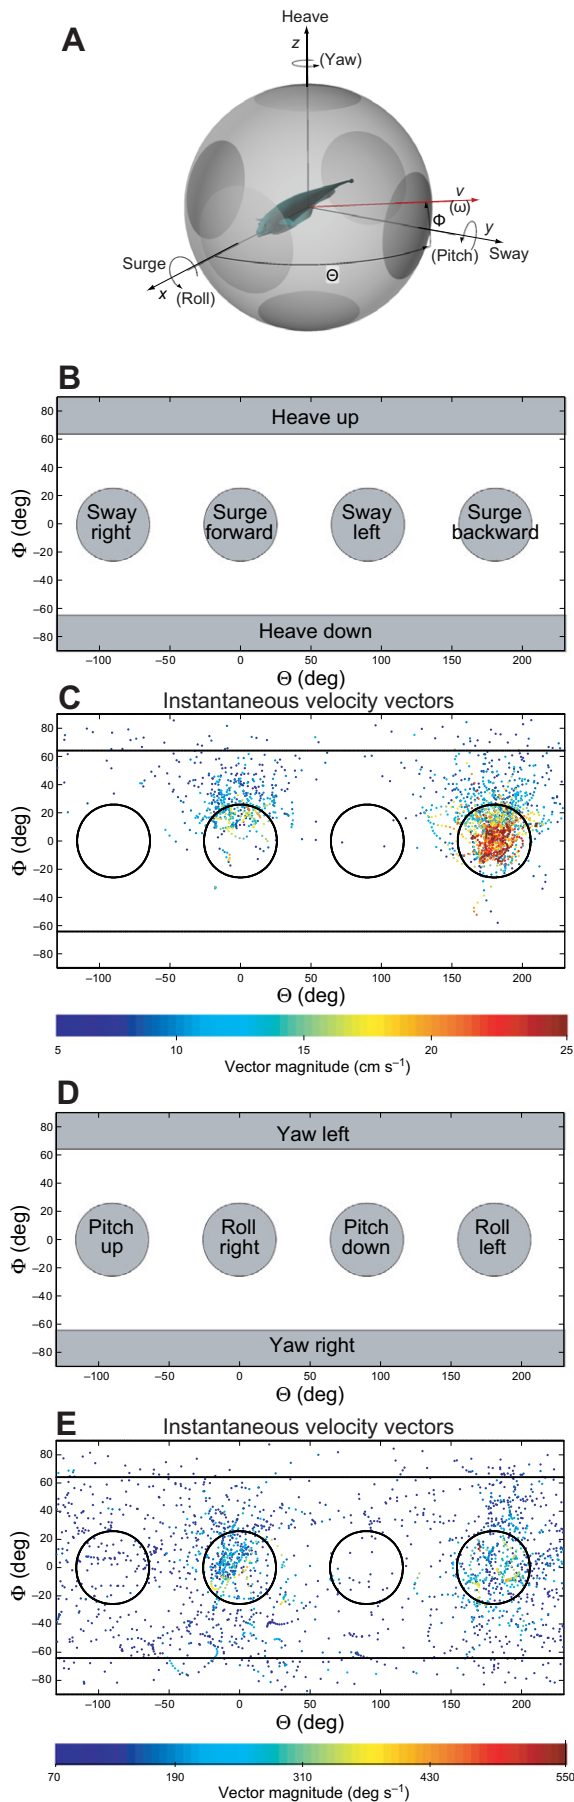 A
Heave
z
(Yaw)
v
(ω)
Φ
y
(Pitch)
Sway
Surge
Θ
(Roll)
x
B
80
60
40
20
0
–20
–40
–60
–80
Φ (deg)
Heave up
Sway right
Surge forward
Sway left
Surge backward
Heave down
–100 –50 0 50 100 150 200
Θ (deg)
C
Instantaneous velocity vectors
80
60
40
20
0
–20
–40
–60
–80
Φ (deg)
–100 –50 0 50 100 150 200
Θ (deg)
5 10 15 20 25
Vector magnitude (cm s–1)
D
80
60
40
20
0
–20
–40
–60
–80
Φ (deg)
Yaw left
Pitch up
Roll right
Pitch down
Roll left
Yaw right
–100 –50 0 50 100 150 200
Θ (deg)
E
Instantaneous velocity vectors
80
60
40
20
0
–20
–40
–60
–80
Φ (deg)
–100 –50 0 50 100 150 200
Θ (deg)
70 190 310 430 550
Vector magnitude (deg s–1)